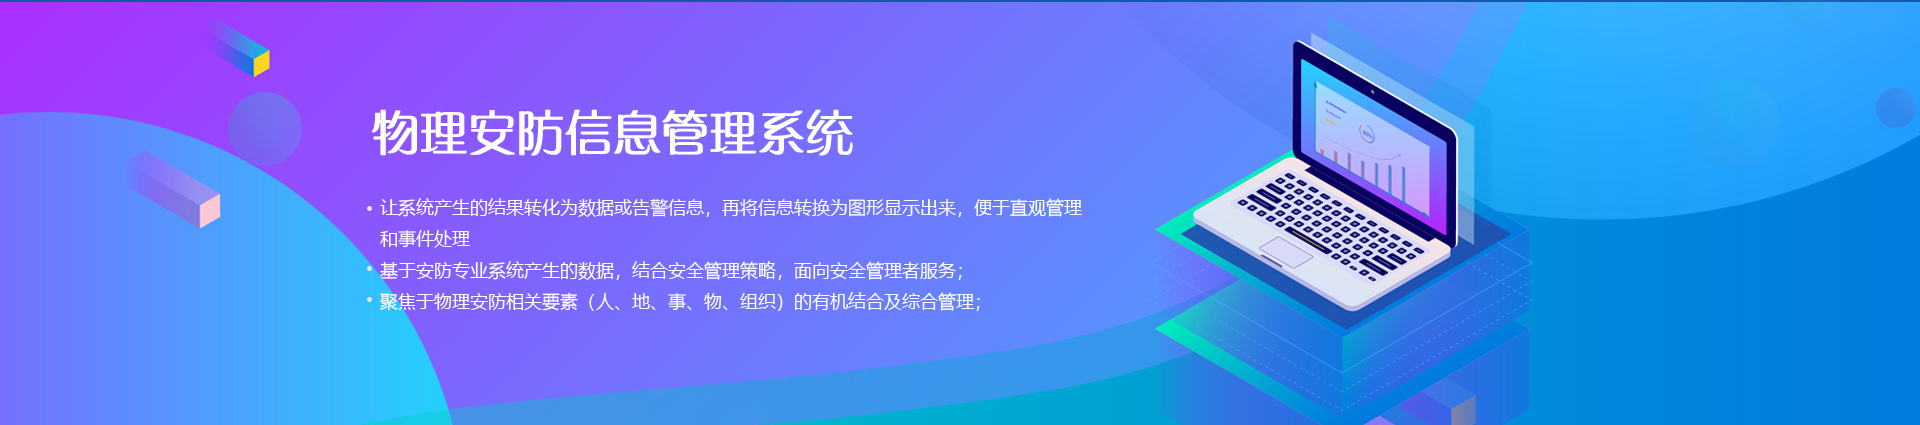 物理安防信息管理系统
• 让系统产生的结果转化为数据或告警信息，再将信息转换为图形显示出来，便于直观管理
和事件处理
• 基于安防专业系统产生的数据，结合安全管理策略，面向安全管理者服务；
• 聚焦于物理安防相关要素（人、地、事、物、组织）的有机结合及综合管理；